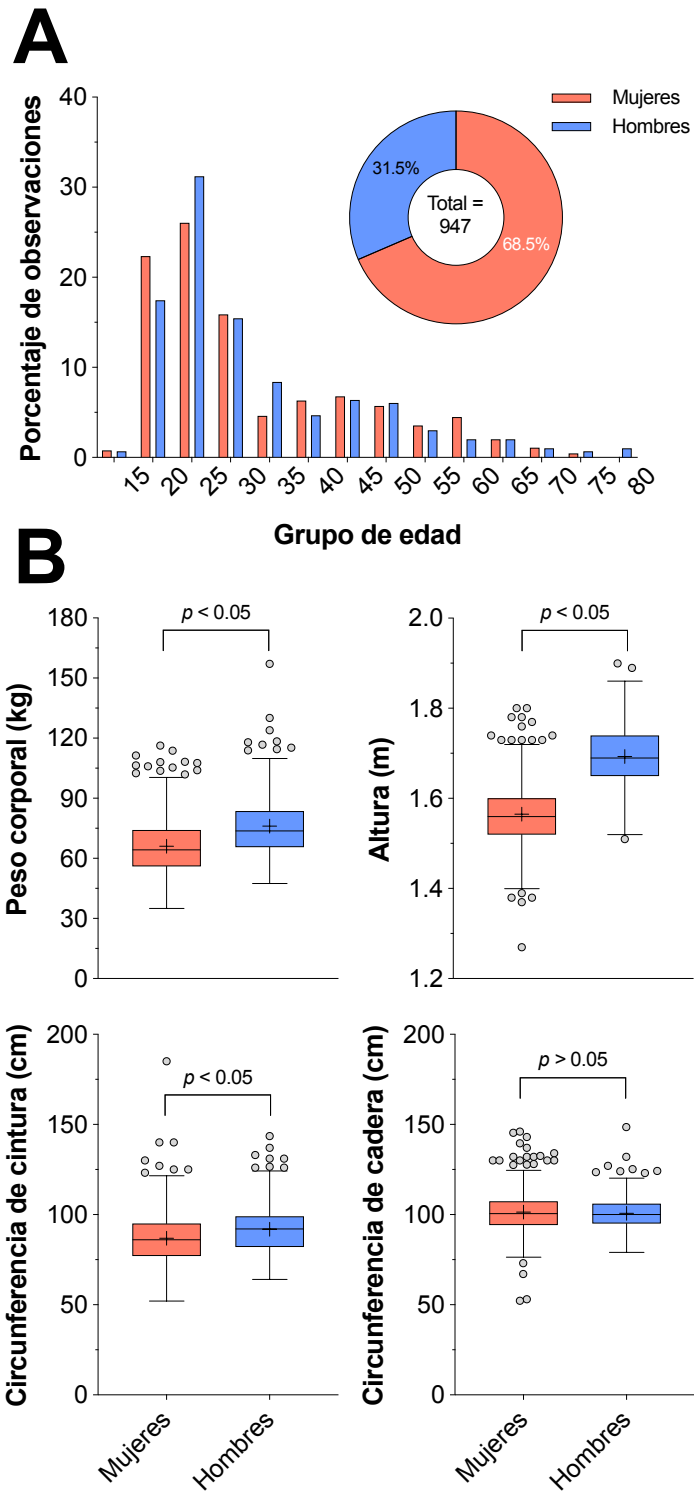 A
Porcentaje de observaciones
40
30
20
10
0
15
20
25
30
35
40
45
50
55
60
65
70
75
80
Grupo de edad
Mujeres
Hombres
31.5%
Total =
947
68.5%
B
Peso corporal (kg)
180
150
120
90
60
30
0
p < 0.05
Altura (m)
2.0
1.8
1.6
1.4
1.2
p < 0.05
Circunferencia de cintura (cm)
200
150
100
50
0
p < 0.05
Mujeres
Hombres
Circunferencia de cadera (cm)
200
150
100
50
0
p > 0.05
Mujeres
Hombres